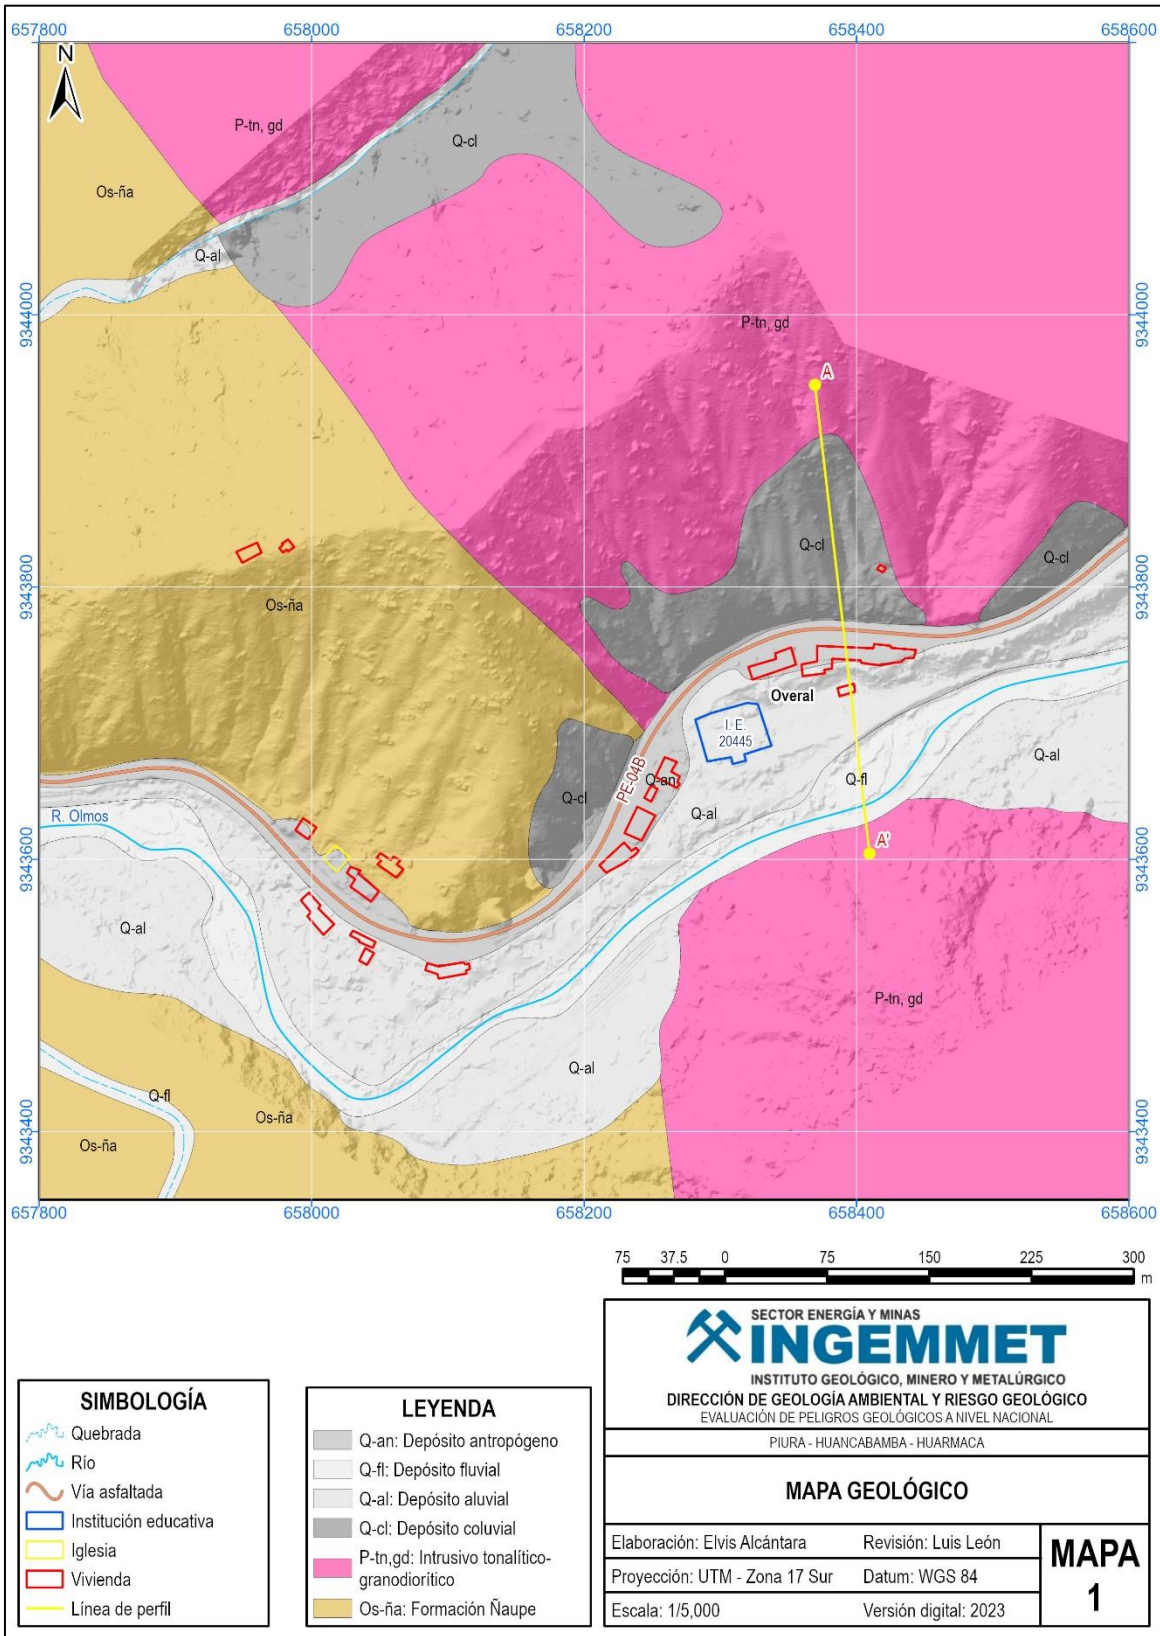 657800 658000 658200 658400 658600
N
P-tn, gd
Q-cl
Os-ña
Q-al
9344000 9344000
P-tn, gd
A
Q-cl
Q-cl
9343800 9343800
Os-ña
Overal
I. E.
20445
PE-04B
Q-an
Q-fl
Q-al
Q-cl
Q-al
R. Olmos
A'
9343600 9343600
Q-al
P-tn, gd
Q-al
Q-fl
Os-ña
Os-ña
9343400 9343400
657800 658000 658200 658400 658600
75 37.5 0 75 150 225 300
m
SECTOR ENERGÍA Y MINAS
INGEMMET
INSTITUTO GEOLÓGICO, MINERO Y METALÚRGICO
DIRECCIÓN DE GEOLOGÍA AMBIENTAL Y RIESGO GEOLÓGICO
EVALUACIÓN DE PELIGROS GEOLÓGICOS A NIVEL NACIONAL
PIURA - HUANCABAMBA - HUARMACA
MAPA GEOLÓGICO
Elaboración: Elvis Alcántara Revisión: Luis León
Proyección: UTM - Zona 17 Sur Datum: WGS 84
Escala: 1/5,000 Versión digital: 2023
MAPA
1
SIMBOLOGÍA
Quebrada
Río
Vía asfaltada
Institución educativa
Iglesia
Vivienda
Línea de perfil
LEYENDA
Q-an: Depósito antropógeno
Q-fl: Depósito fluvial
Q-al: Depósito aluvial
Q-cl: Depósito coluvial
P-tn,gd: Intrusivo tonalítico-
granodiorítico
Os-ña: Formación Ñaupe